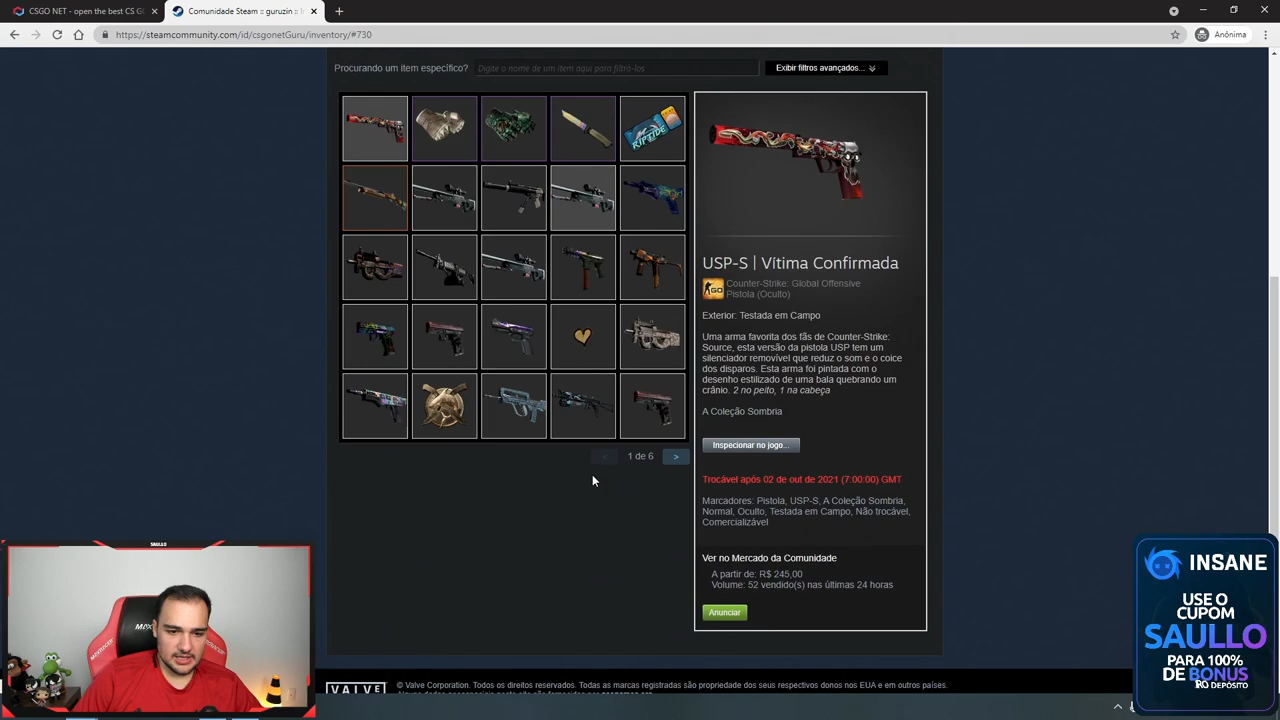 CSGO NET - open the best CS G
Comunidade Steam :: guruzin :: I
https://steamcommunity.com/id/csgonetGuru/inventory/#730
Anônima
Procurando um item específico?
Digite o nome de um item aqui para filtrá-los
Exibir filtros avançados...
RIPTIDE
1 de 6
USP-S | Vítima Confirmada
CS GO
Counter-Strike: Global Offensive
Pistola (Oculto)
Exterior: Testada em Campo
Uma arma favorita dos fãs de Counter-Strike:
Source, esta versão da pistola USP tem um
silenciador removível que reduz o som e o coice
dos disparos. Esta arma foi pintada com o
desenho estilizado de uma bala quebrando um
crânio. 2 no peito, 1 na cabeça
A Coleção Sombria
Inspecionar no jogo...
Trocável após 02 de out de 2021 (7:00:00) GMT
Marcadores: Pistola, USP-S, A Coleção Sombria,
Normal, Oculto, Testada em Campo, Não trocável,
Comercializável
Ver no Mercado da Comunidade
A partir de: R$ 245,00
Volume: 52 vendido(s) nas últimas 24 horas
Anunciar
VALVE
© Valve Corporation. Todos os direitos reservados. Todas as marcas registradas são propriedade dos seus respectivos donos nos EUA e em outros países.
SAULLO
INSANE
USE O
CUPOM
SAULLO
PARA 100%
DE BONUS
NO DEPÓSITO